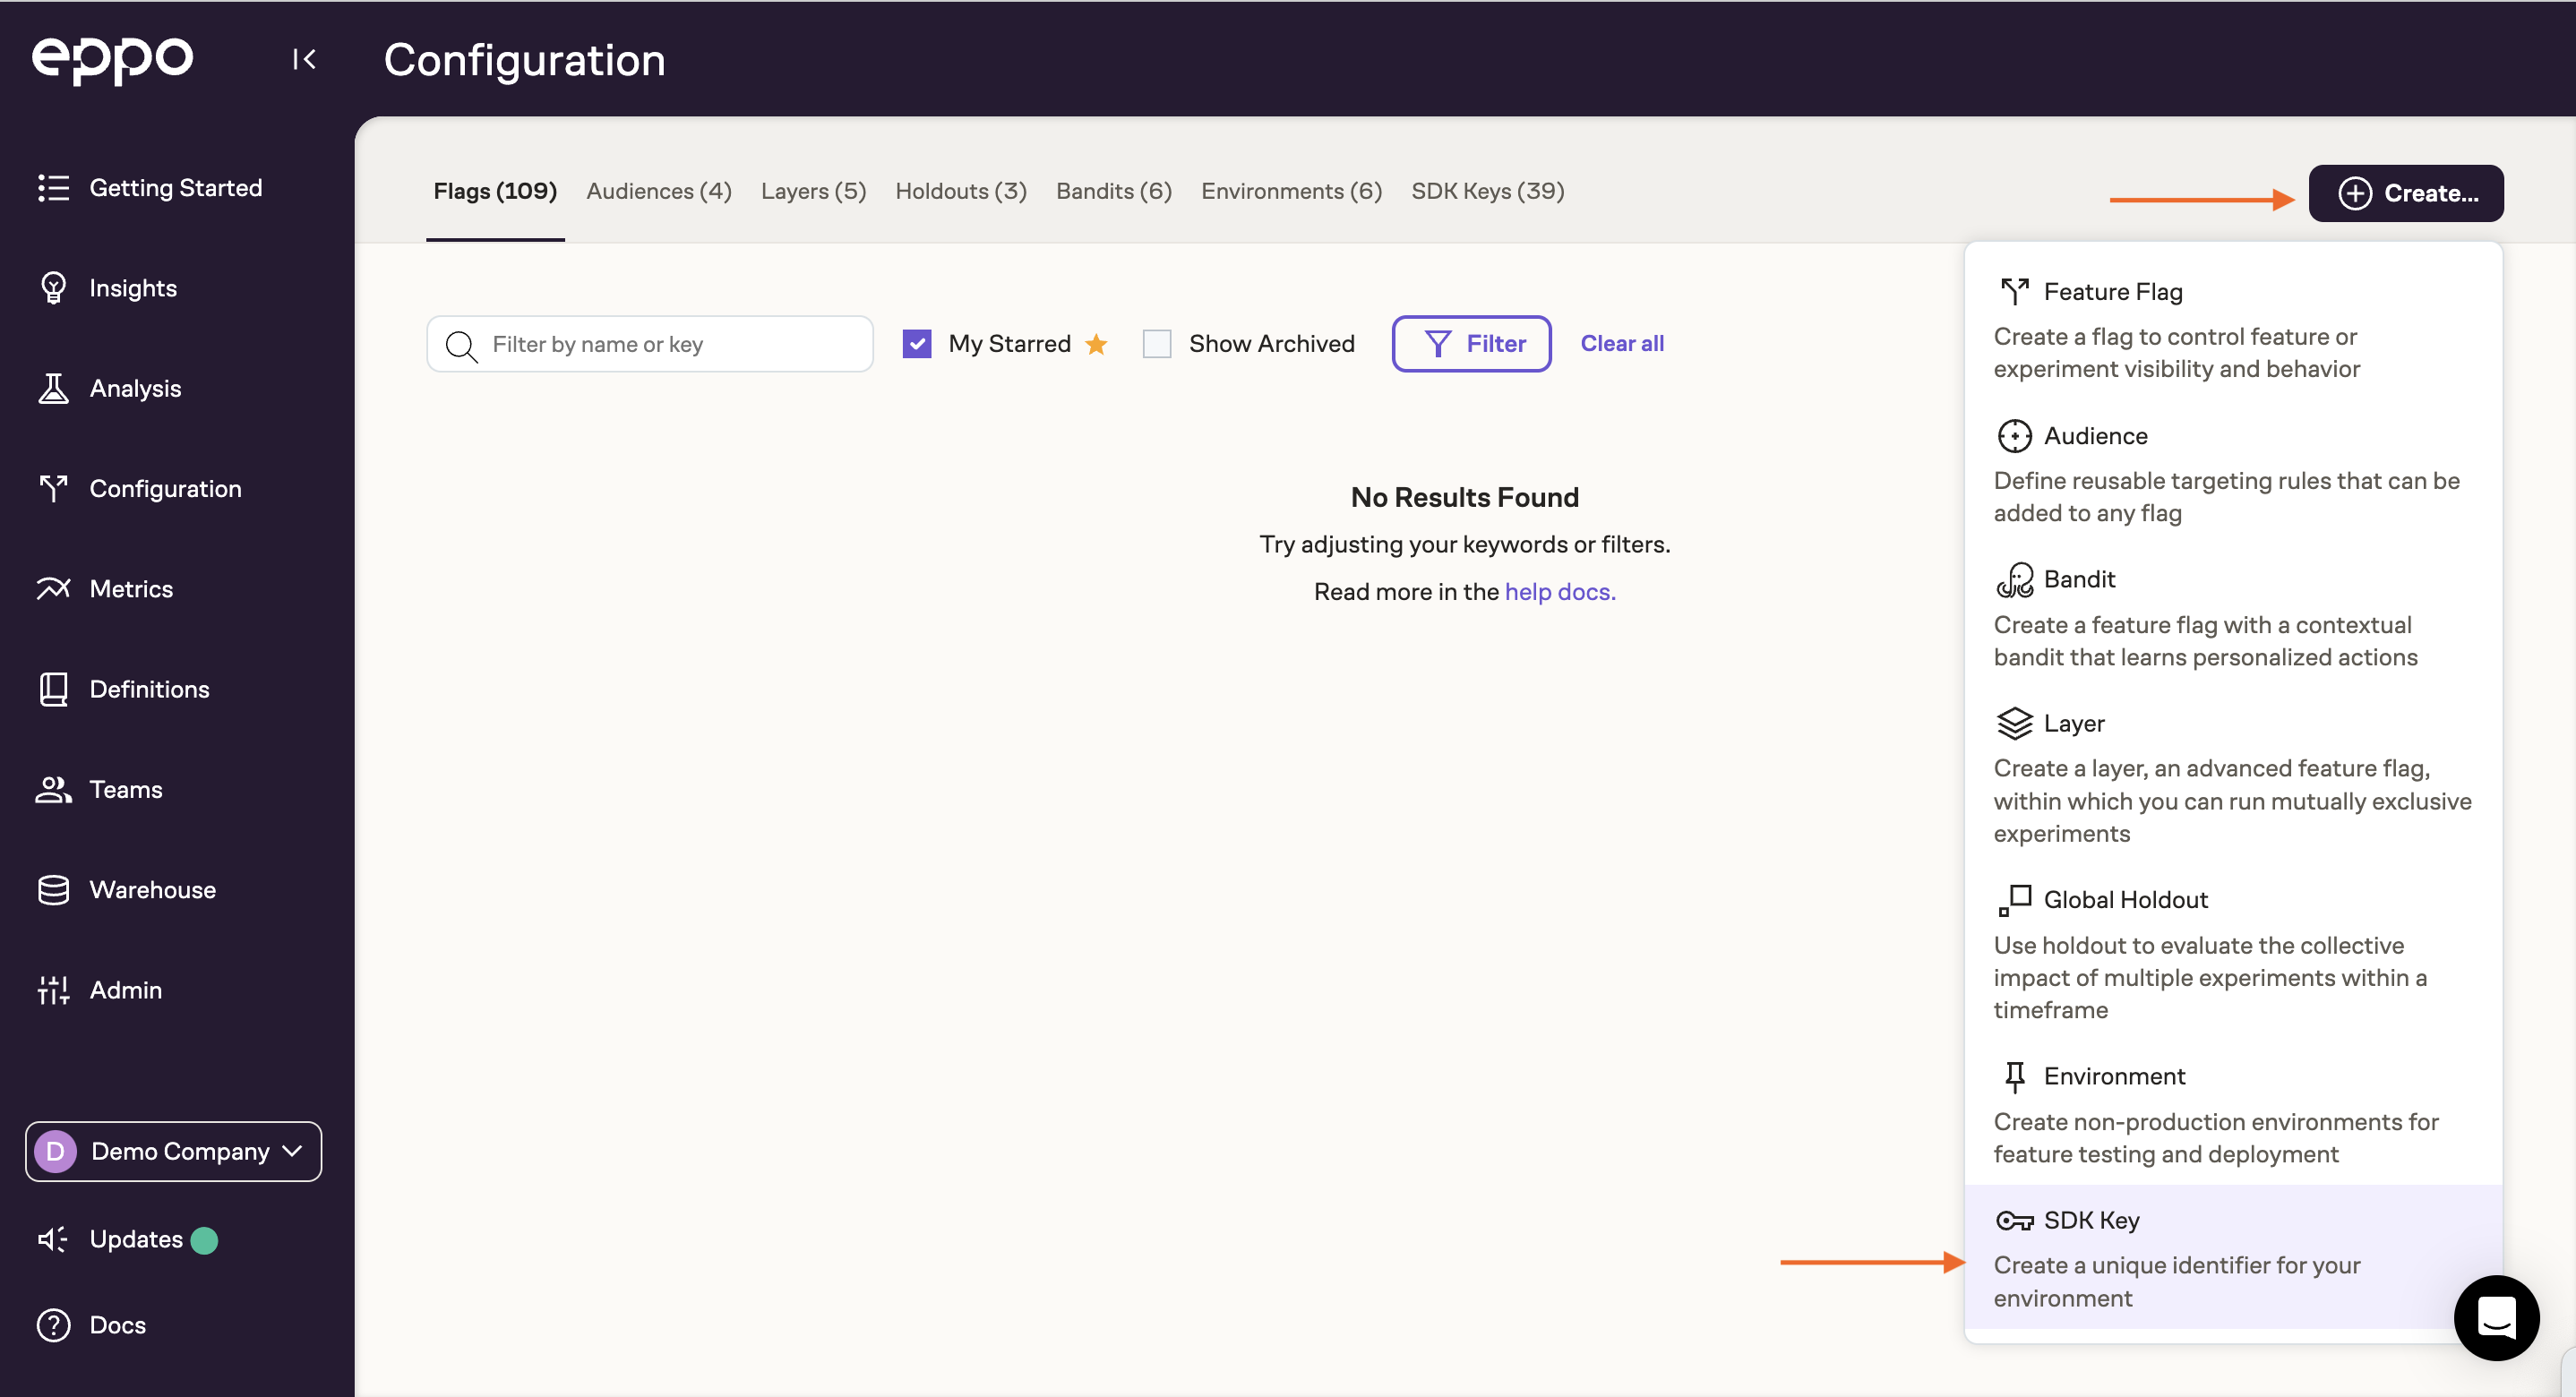 eppo
Configuration
Getting Started
Insights
Analysis
Configuration
Metrics
Definitions
Teams
Warehouse
Admin
D Demo Company
Updates
Docs
Flags (109) Audiences (4) Layers (5) Holdouts (3) Bandits (6) Environments (6) SDK Keys (39)
Create...
Filter by name or key My Starred Show Archived Filter Clear all
No Results Found
Try adjusting your keywords or filters.
Read more in the help docs.
Feature Flag
Create a flag to control feature or
experiment visibility and behavior
Audience
Define reusable targeting rules that can be
added to any flag
Bandit
Create a feature flag with a contextual
bandit that learns personalized actions
Layer
Create a layer, an advanced feature flag,
within which you can run mutually exclusive
experiments
Global Holdout
Use holdout to evaluate the collective
impact of multiple experiments within a
timeframe
Environment
Create non-production environments for
feature testing and deployment
SDK Key
Create a unique identifier for your
environment